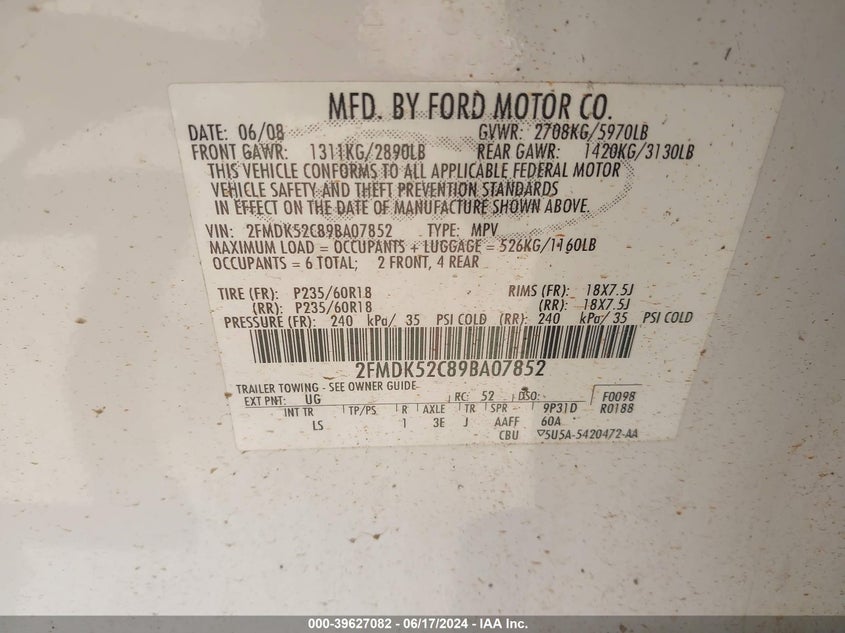 MFD. BY FORD MOTOR CO.
DATE: 06/08 GVWR: 2708KG/5970LB
FRONT GAWR: 1311KG/2890LB REAR GAWR: 1420KG/3130LB
THIS VEHICLE CONFORMS TO ALL APPLICABLE FEDERAL MOTOR
VEHICLE SAFETY AND THEFT PREVENTION STANDARDS
IN EFFECT ON THE DATE OF MANUFACTURE SHOWN ABOVE.
VIN: 2FMDK52C89BA07852 TYPE: MPV
MAXIMUM LOAD = OCCUPANTS + LUGGAGE = 526KG/1160LB
OCCUPANTS = 6 TOTAL; 2 FRONT, 4 REAR
TIRE (FR): P235/60R18 RIMS (FR): 18X7.5J
(RR): P235/60R18 (RR): 18X7.5J
PRESSURE (FR): 240 kPa/ 35 PSI COLD (RR): 240 kPa/ 35 PSI COLD
2FMDK52C89BA07852
TRAILER TOWING - SEE OWNER GUIDE
EXT PNT: UG RC: 52 DSO: F0098
INT TR TP/PS R AXLE TR SPR 9P31D R0188
LS 1 3E J AAFF 60A
CBU 5U5A-5420472-AA
000-39627082 - 06/17/2024 - IAA Inc.